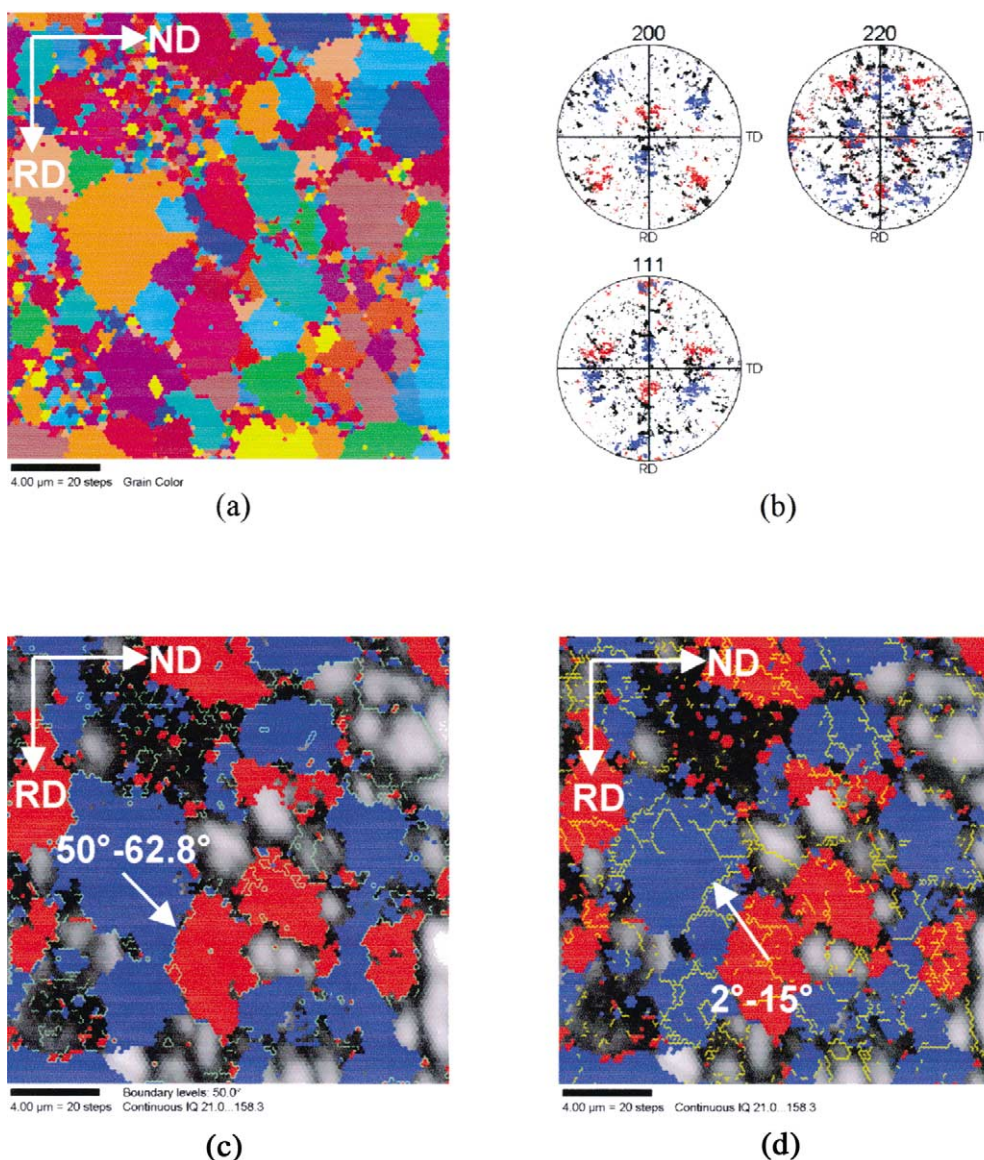 ND
RD
4.00 µm = 20 steps Grain Color
(a)
200
TD
RD
220
TD
RD
111
TD
RD
(b)
ND
RD
50°-62.8°
Boundary levels: 50.0°
4.00 µm = 20 steps Continuous IQ 21.0...158.3
(c)
ND
RD
2°-15°
4.00 µm = 20 steps Continuous IQ 21.0...158.3
(d)